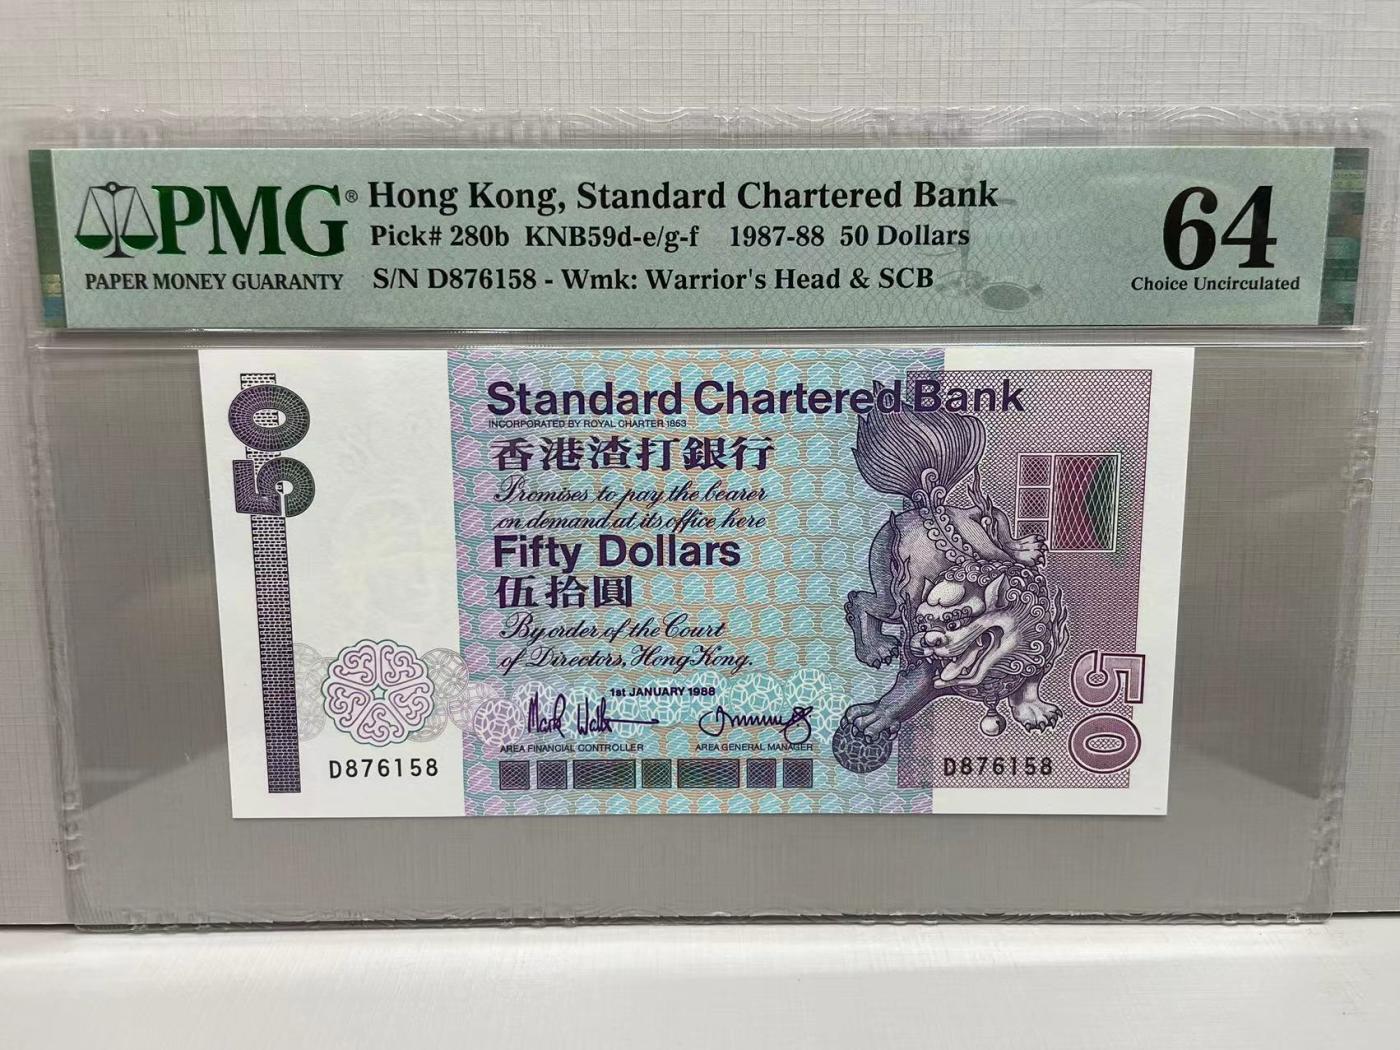 PMG®
PAPER MONEY GUARANTY
Hong Kong, Standard Chartered Bank
Pick# 280b KNB59d-e/g-f 1987-88 50 Dollars
S/N D876158 - Wmk: Warrior's Head & SCB
64
Choice Uncirculated
50
Standard Chartered Bank
INCORPORATED BY ROYAL CHARTER 1853
香港渣打銀行
Promises to pay the bearer
on demand at its office here
Fifty Dollars
伍拾圓
By order of the Court
of Directors, Hong Kong.
1st JANUARY 1988
AREA FINANCIAL CONTROLLER
AREA GENERAL MANAGER
D876158
D876158
50